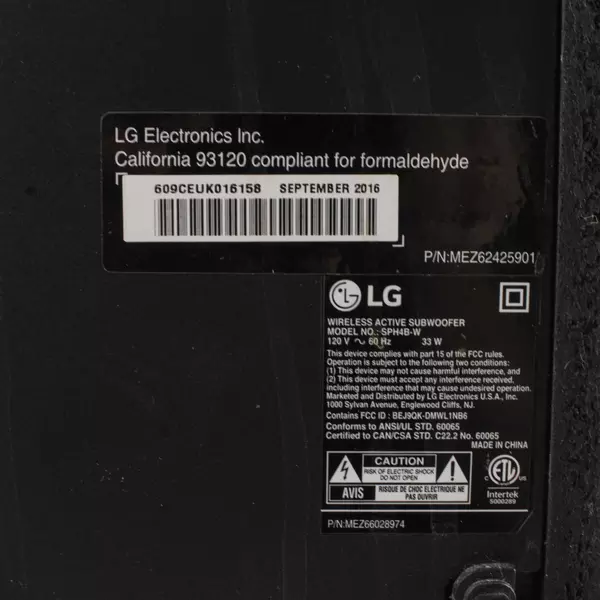 LG Electronics Inc.
California 93120 compliant for formaldehyde
609CEUK016158 SEPTEMBER 2016
P/N:MEZ62425901
LG
WIRELESS ACTIVE SUBWOOFER
MODEL NO.: SPH4B-W
120 V ~ 60 Hz 33 W
This device complies with part 15 of the FCC rules.
Operation is subject to the following two conditions:
(1) This device may not cause harmful interference, and
(2) This device must accept any interference received,
including interference that may cause undesired operation.
Marketed and Distributed by LG Electronics U.S.A., Inc.
1000 Sylvan Avenue, Englewood Cliffs, NJ.
Contains FCC ID : BEJ9QK-DMWL1NB6
Conforms to ANSI/UL STD. 60065
Certified to CAN/CSA STD. C22.2 No. 60065
MADE IN CHINA
CAUTION
RISK OF ELECTRIC SHOCK
DO NOT OPEN
AVIS
RISQUE DE CHOC ELECTRIQUE NE
PAS OUVRIR
C ETL US
Intertek
5000289
P/N:MEZ66028974